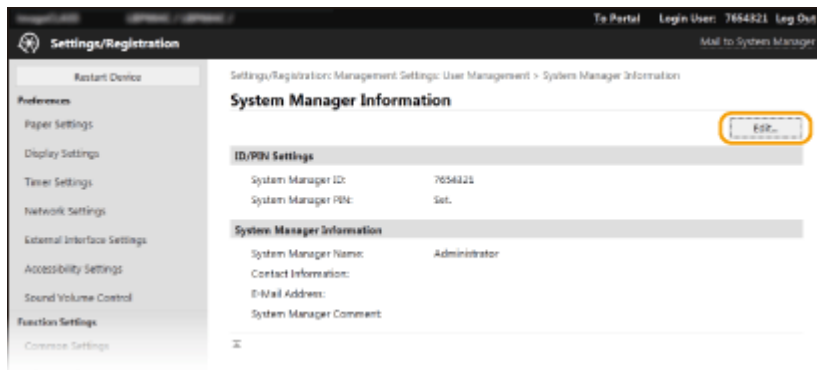 To Portal Login User: 7654321 Log Out
Settings/Registration
Mail to System Manager
Restart Device
Settings/Registration: Management Settings: User Management > System Manager Information
Preferences
System Manager Information
Paper Settings
Edit...
Display Settings
ID/PIN Settings
Timer Settings
System Manager ID: 7654321
System Manager PIN: Set.
Network Settings
System Manager Information
External Interface Settings
System Manager Name: Administrator
Accessibility Settings
Contact Information:
E-Mail Address:
Sound Volume Control
System Manager Comment:
Function Settings
Common Settings